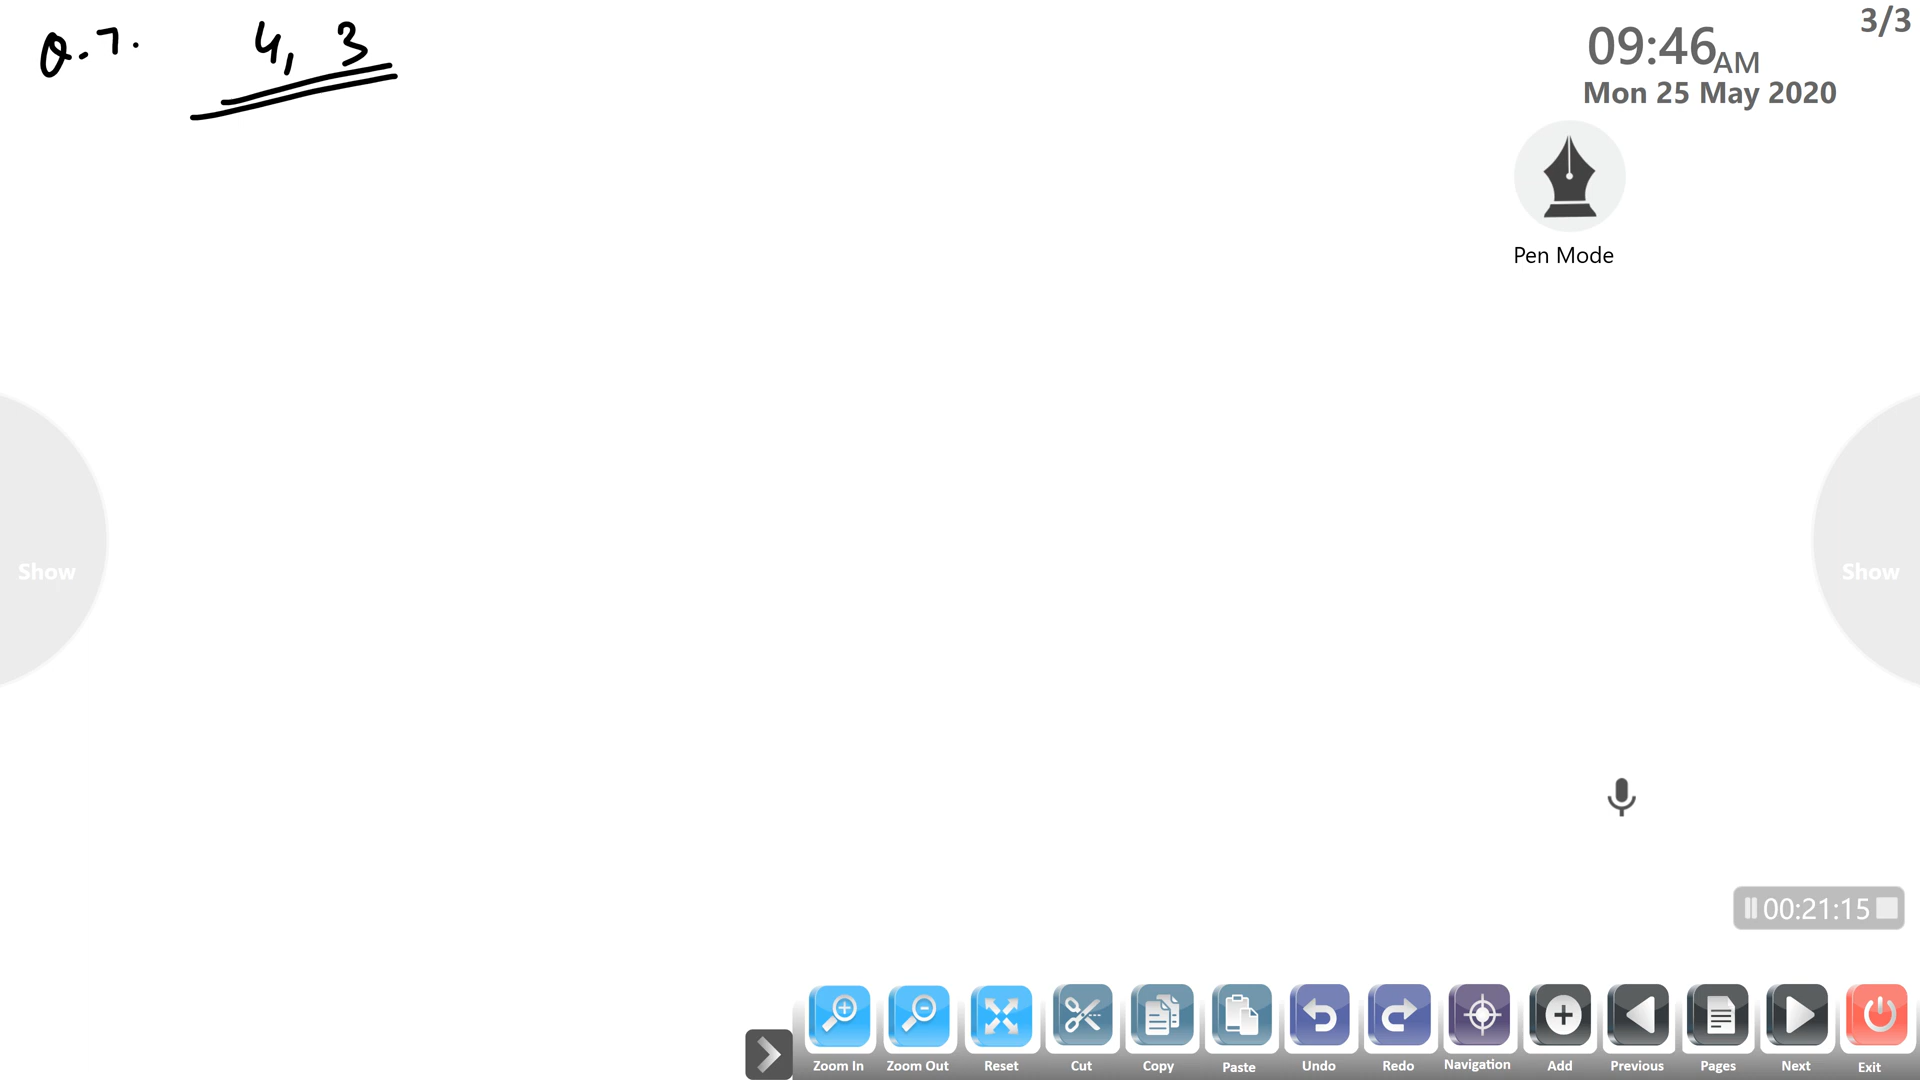 Q.7. 4, 3
3/3
09:46AM
Mon 25 May 2020
Pen Mode
Show Show
00:21:15
Zoom In Zoom Out Reset Cut Copy Paste Undo Redo Navigation Add Previous Pages Next Exit